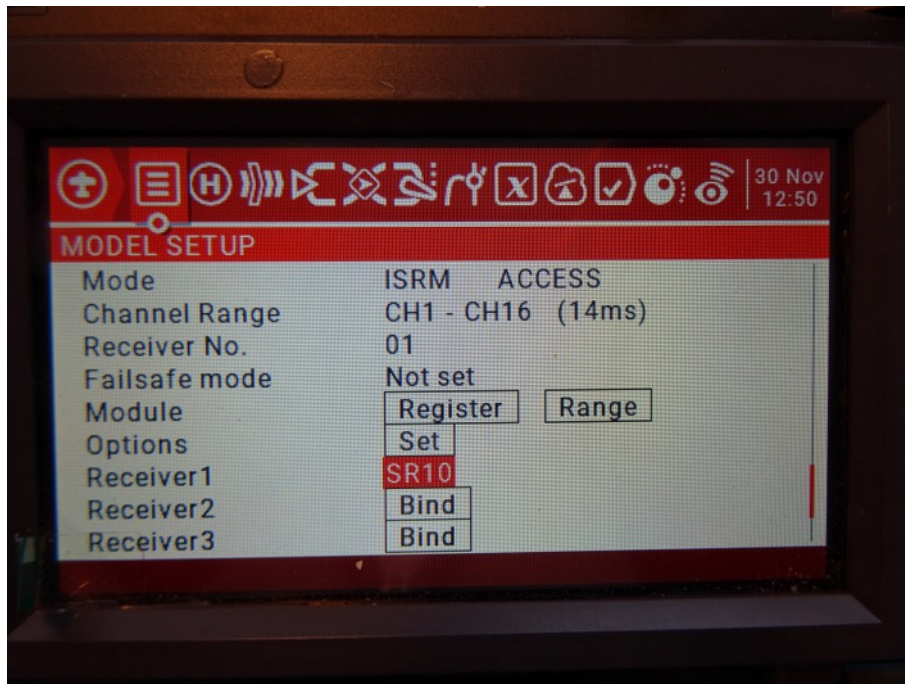 30 Nov
12:50
MODEL SETUP
Mode ISRM ACCESS
Channel Range CH1 - CH16 (14ms)
Receiver No. 01
Failsafe mode Not set
Module Register Range
Options Set
Receiver1 SR10
Receiver2 Bind
Receiver3 Bind